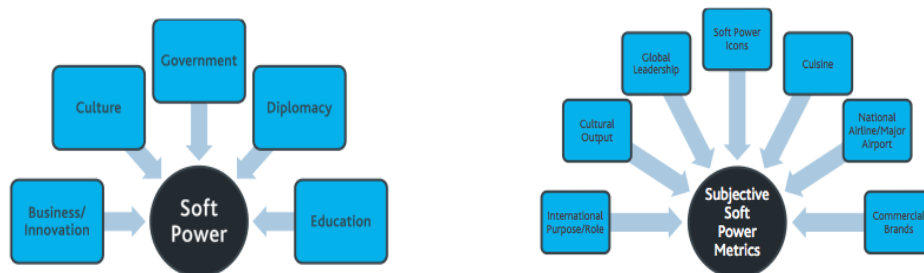 Government
Culture
Diplomacy
Business/
Innovation
Education
Soft
Power
Soft Power
Icons
Global
Leadership
Cuisine
Cultural
Output
National
Airline/Major
Airport
International
Purpose/Role
Commercial
Brands
Subjective
Soft
Power
Metrics